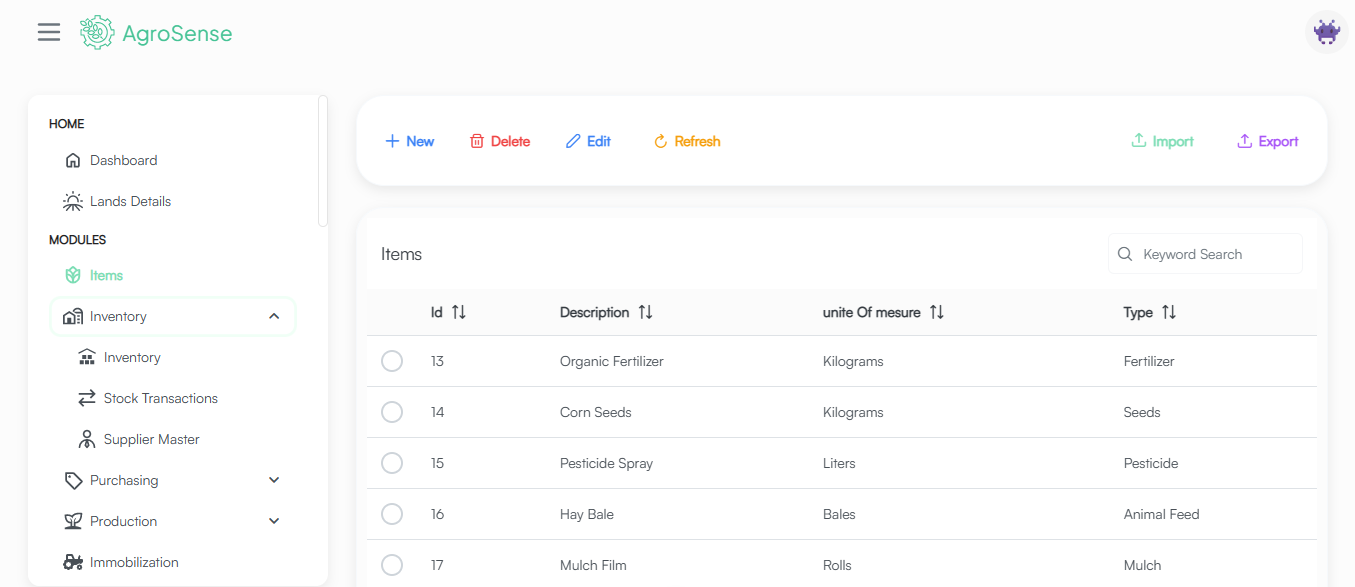 AgroSense
HOME
Dashboard
Lands Details
MODULES
Items
Inventory
Inventory
Stock Transactions
Supplier Master
Purchasing
Production
Immobilization
New Delete Edit Refresh Import Export
Items Keyword Search
Id Description unite Of mesure Type
13 Organic Fertilizer Kilograms Fertilizer
14 Corn Seeds Kilograms Seeds
15 Pesticide Spray Liters Pesticide
16 Hay Bale Bales Animal Feed
17 Mulch Film Rolls Mulch